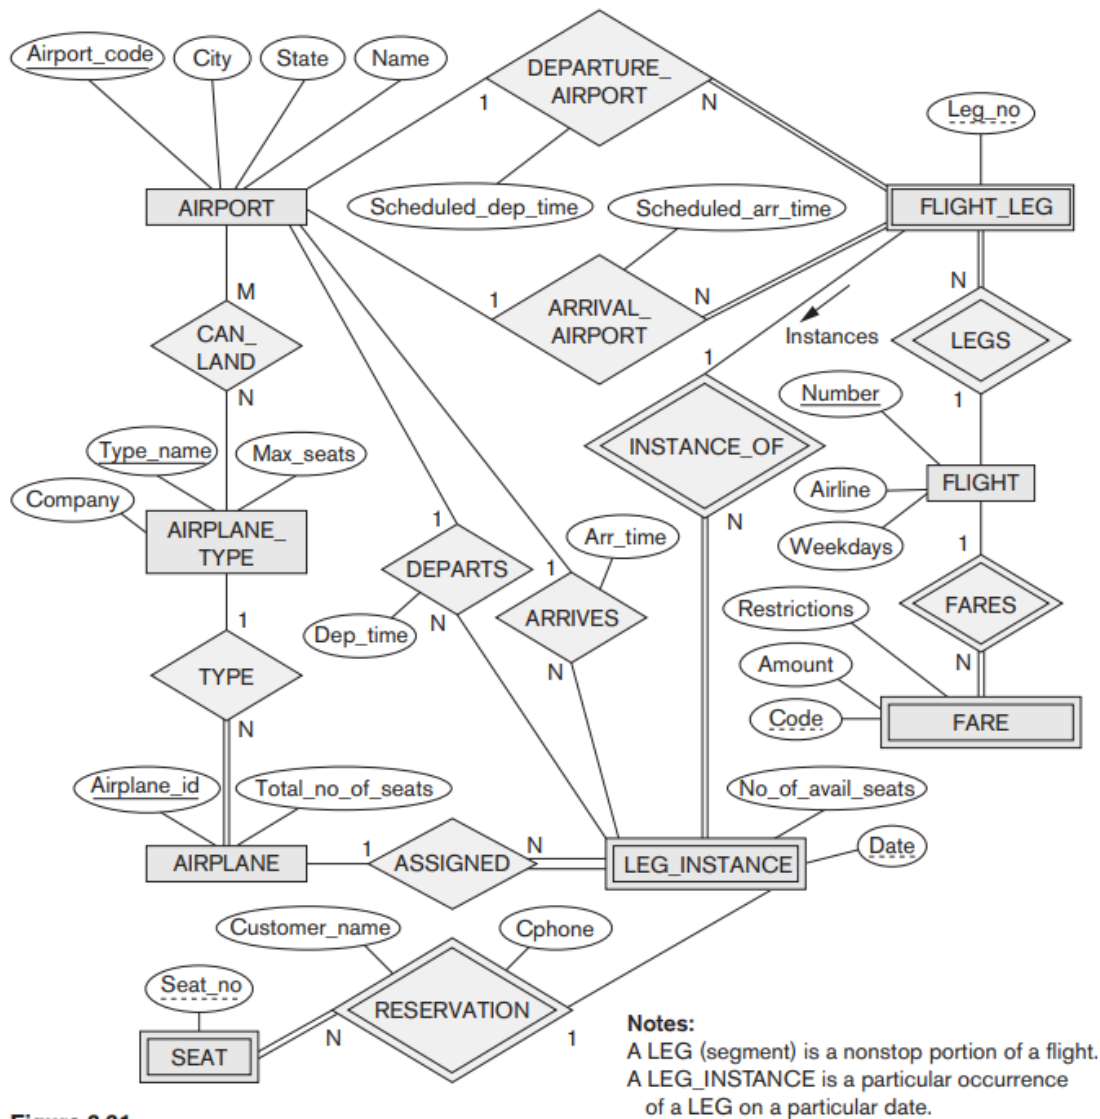 Airport_code
City
State
Name
DEPARTURE_
AIRPORT
1
N
Leg_no
AIRPORT
Scheduled_dep_time
Scheduled_arr_time
FLIGHT_LEG
M
1
ARRIVAL_
AIRPORT
N
N
CAN_
LAND
Instances
LEGS
1
N
Number
1
Type_name
Max_seats
INSTANCE_OF
Company
Airline
FLIGHT
AIRPLANE_
TYPE
1
N
Arr_time
Weekdays
1
DEPARTS
1
ARRIVES
Restrictions
FARES
1
Dep_time
N
TYPE
N
Amount
N
N
Code
FARE
Airplane_id
Total_no_of_seats
No_of_avail_seats
AIRPLANE
1
ASSIGNED
N
LEG_INSTANCE
Date
Customer_name
Cphone
Seat_no
RESERVATION
SEAT
N
1
Notes:
A LEG (segment) is a nonstop portion of a flight.
A LEG_INSTANCE is a particular occurrence
of a LEG on a particular date.